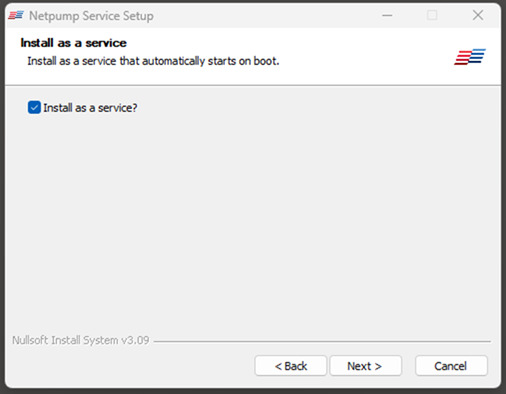 Netpump Service Setup
Install as a service
Install as a service that automatically starts on boot.
Install as a service?
Nullsoft Install System v3.09
< Back
Next >
Cancel